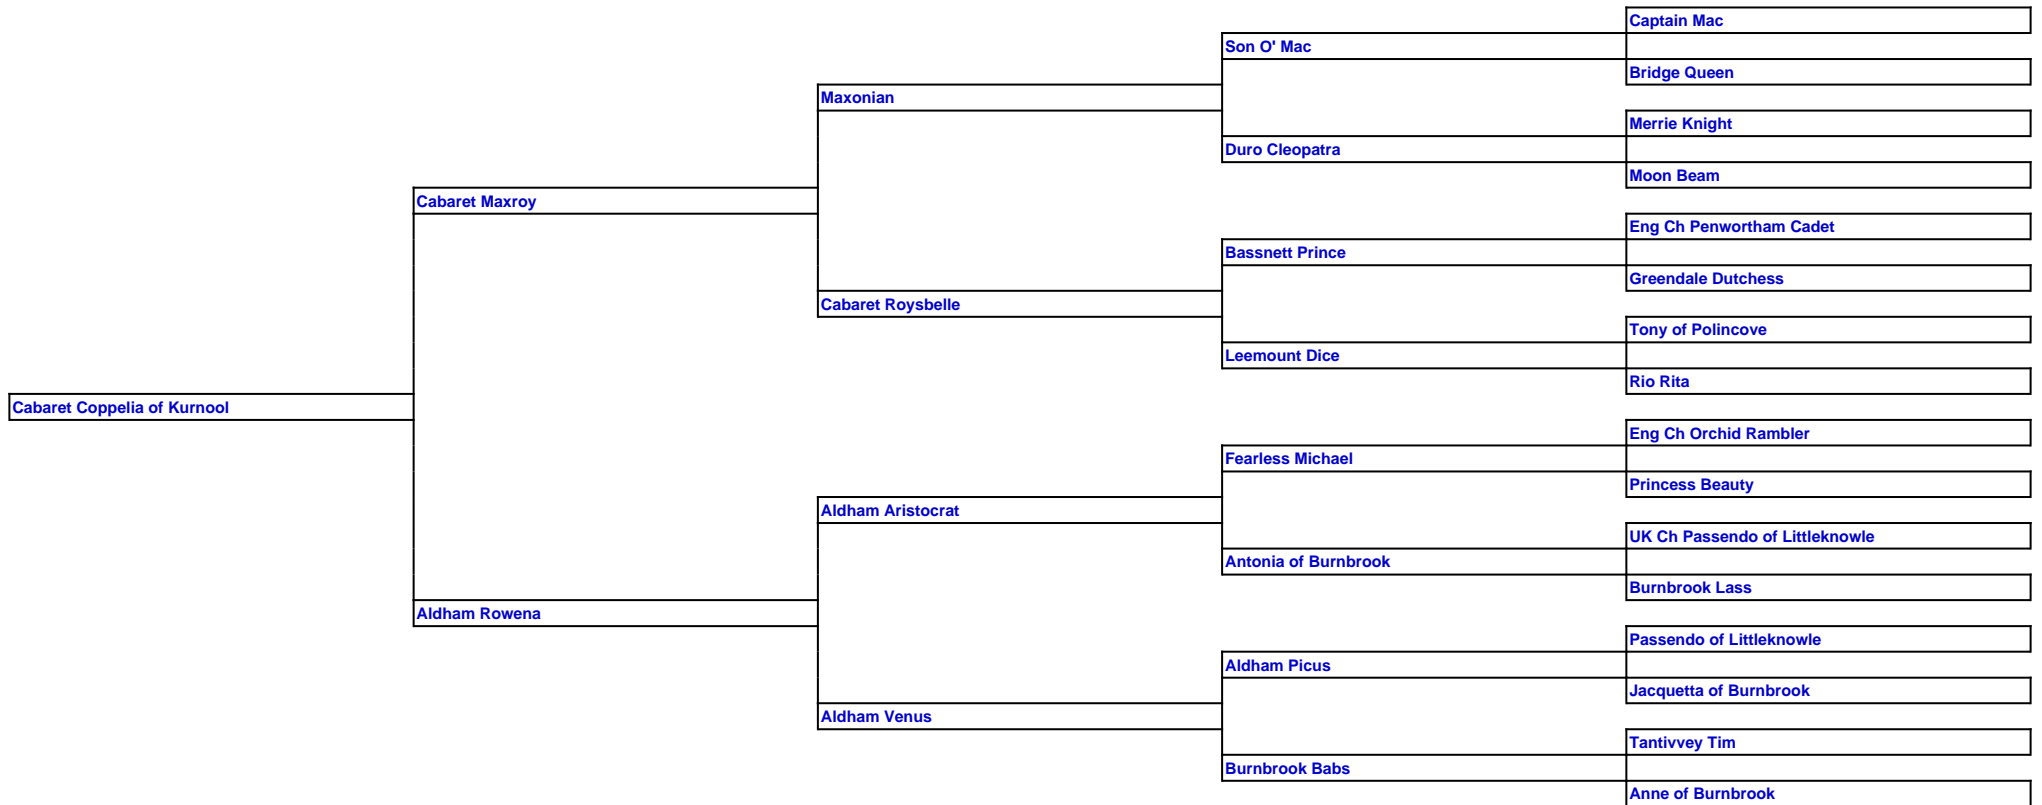 Captain Mac
Son O' Mac
Bridge Queen
Maxonian
Merrie Knight
Duro Cleopatra
Moon Beam
Cabaret Maxroy
Eng Ch Penwortham Cadet
Bassnett Prince
Greendale Dutchess
Cabaret Roysbelle
Tony of Polincove
Leemount Dice
Rio Rita
Cabaret Coppelia of Kurnool
Eng Ch Orchid Rambler
Fearless Michael
Princess Beauty
Aldham Aristocrat
UK Ch Passendo of Littleknowle
Antonia of Burnbrook
Burnbrook Lass
Aldham Rowena
Passendo of Littleknowle
Aldham Picus
Jacquetta of Burnbrook
Aldham Venus
Tantivvey Tim
Burnbrook Babs
Anne of Burnbrook